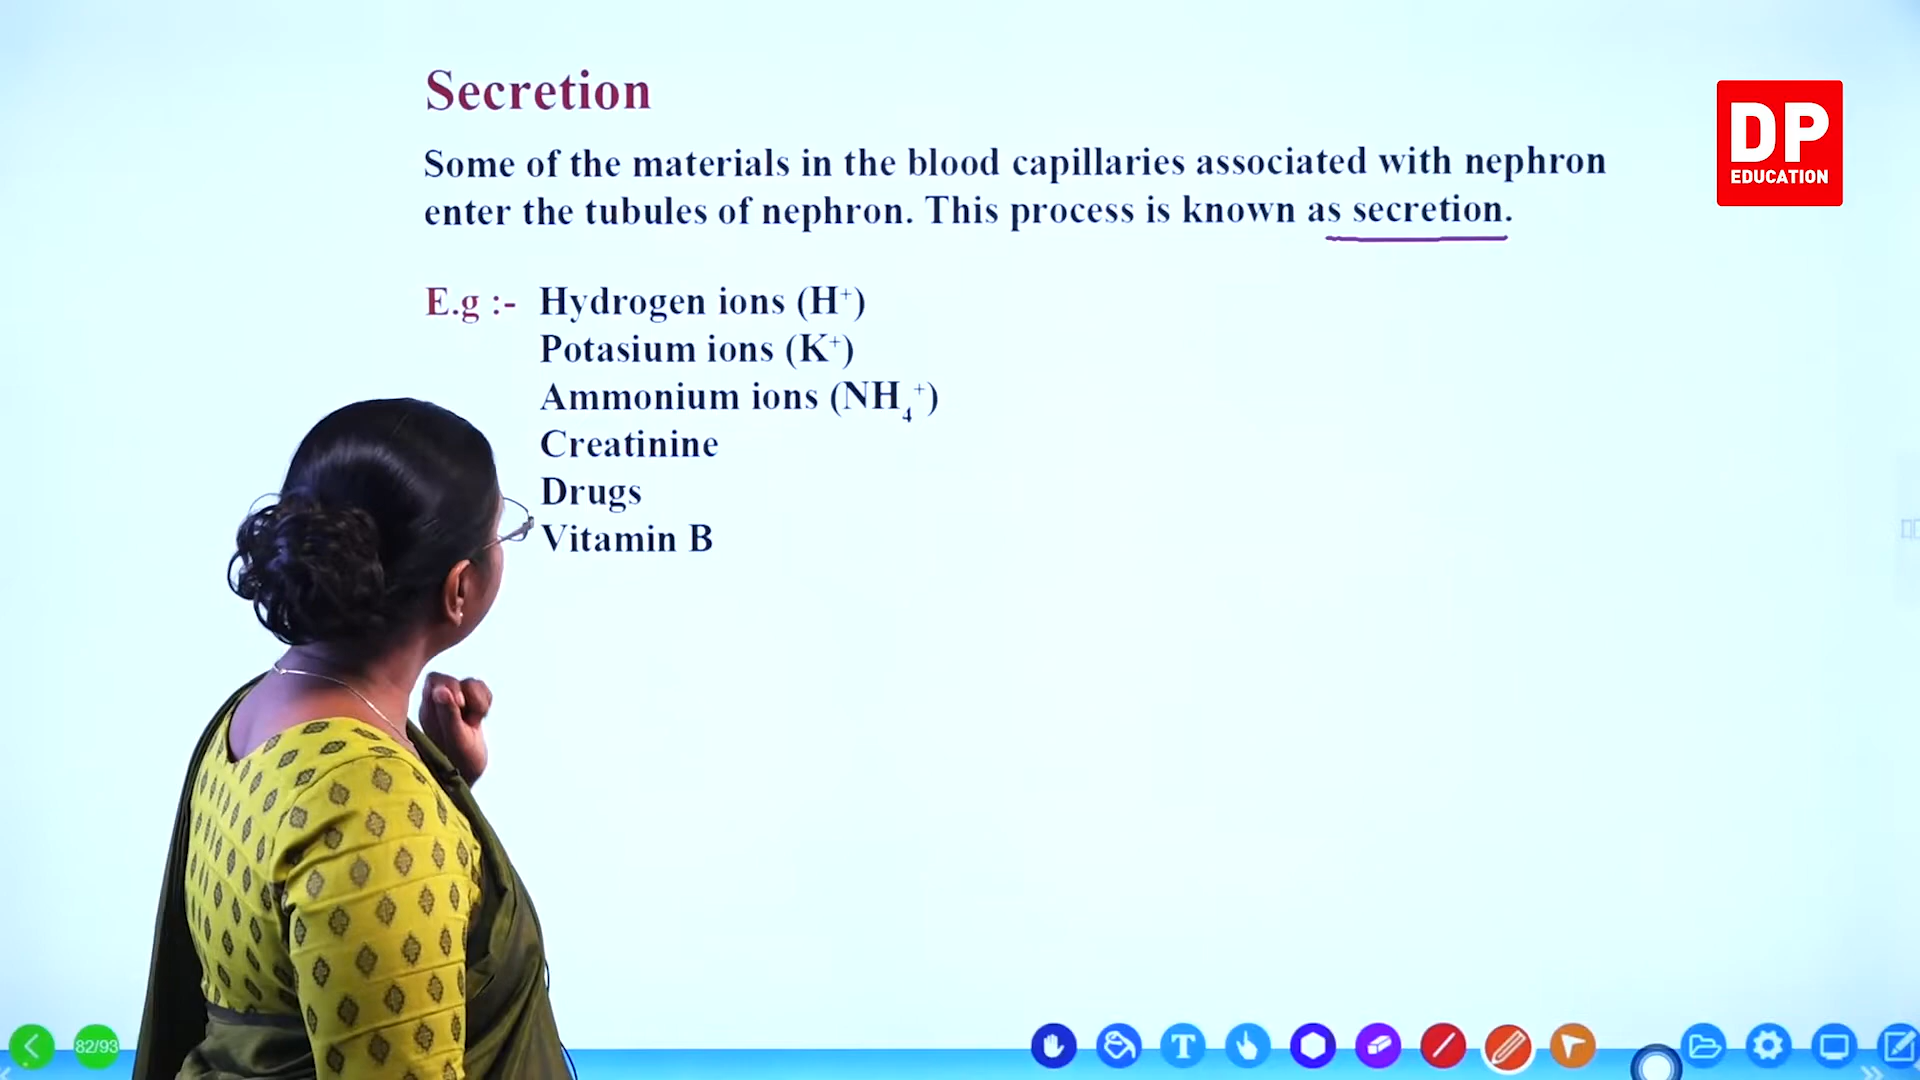 Secretion
DP
EDUCATION
Some of the materials in the blood capillaries associated with nephron
enter the tubules of nephron. This process is known as secretion.
E.g :- Hydrogen ions (H⁺)
Potasium ions (K⁺)
Ammonium ions (NH₄⁺)
Creatinine
Drugs
Vitamin B
82/93
T